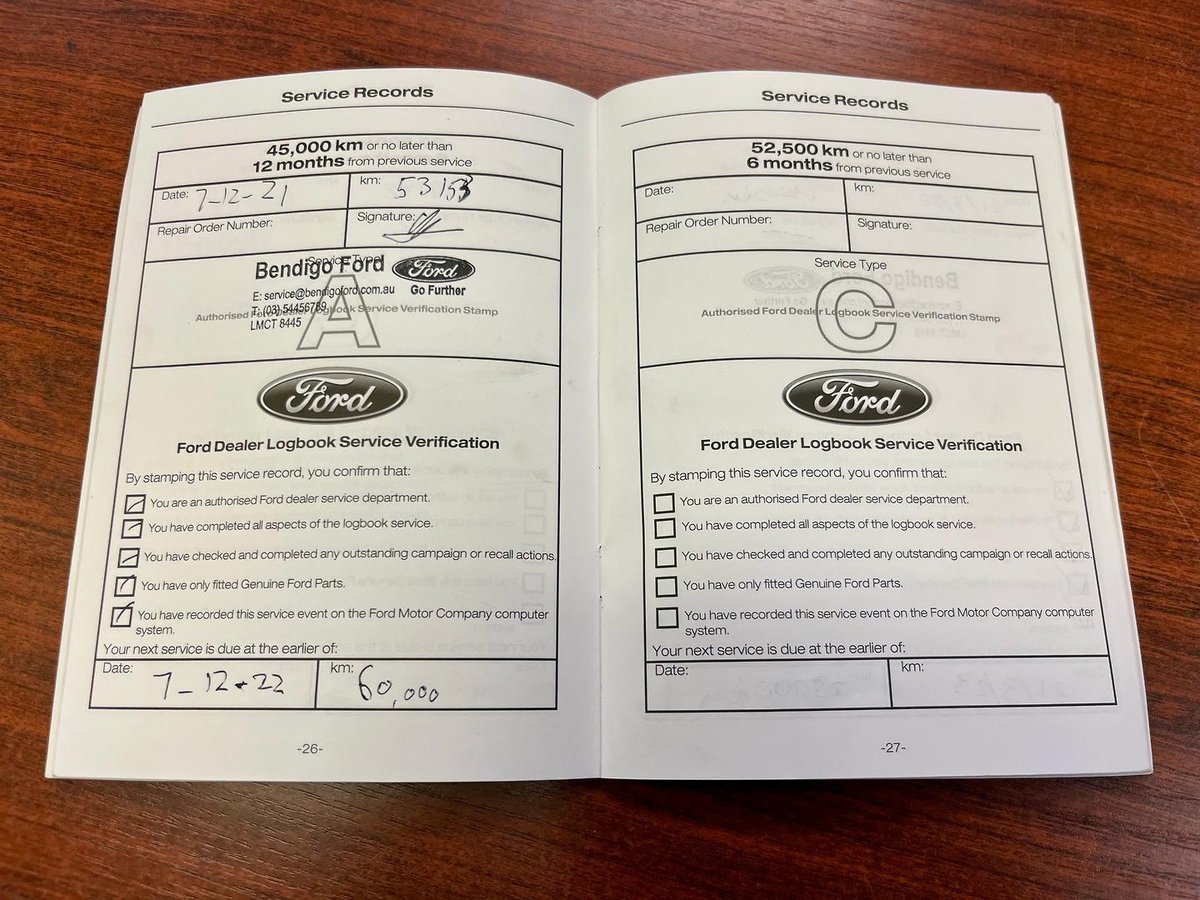 Service Records
45,000 km or no later than
12 months from previous service
Date: 7-12-21
km: 53153
Repair Order Number:
Signature:
Service Type
Bendigo Ford
Ford
Go Further
E: service@bendigoford.com.au
T: (03) 54456789
Authorised Ford Dealer Logbook Service Verification Stamp
LMCT 8445
A
Ford
Ford Dealer Logbook Service Verification
By stamping this service record, you confirm that:
You are an authorised Ford dealer service department.
You have completed all aspects of the logbook service.
You have checked and completed any outstanding campaign or recall actions.
You have only fitted Genuine Ford Parts.
You have recorded this service event on the Ford Motor Company computer
system.
Your next service is due at the earlier of:
Date: 7-12-22
km: 60,000
-26-
Service Records
52,500 km or no later than
6 months from previous service
Date:
km:
Repair Order Number:
Signature:
Service Type
C
Authorised Ford Dealer Logbook Service Verification Stamp
Ford
Ford Dealer Logbook Service Verification
By stamping this service record, you confirm that:
You are an authorised Ford dealer service department.
You have completed all aspects of the logbook service.
You have checked and completed any outstanding campaign or recall actions.
You have only fitted Genuine Ford Parts.
You have recorded this service event on the Ford Motor Company computer
system.
Your next service is due at the earlier of:
Date:
km:
-27-